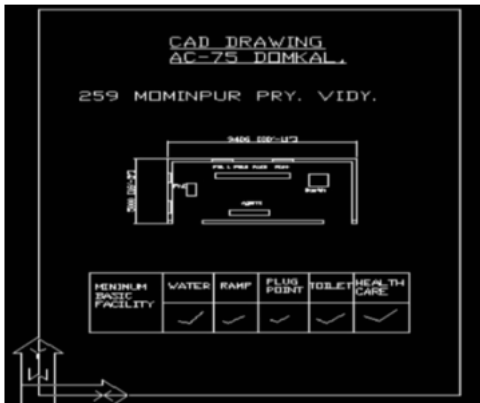 CAD DRAWING
AC-75 DOMKAL.
259 MOMINPUR PRY. VIDY.
AGENTS
MINIMUM BASIC FACILITY
WATER
RAMP
PLUG POINT
TOILET
HEALTH CARE
Y
W
X